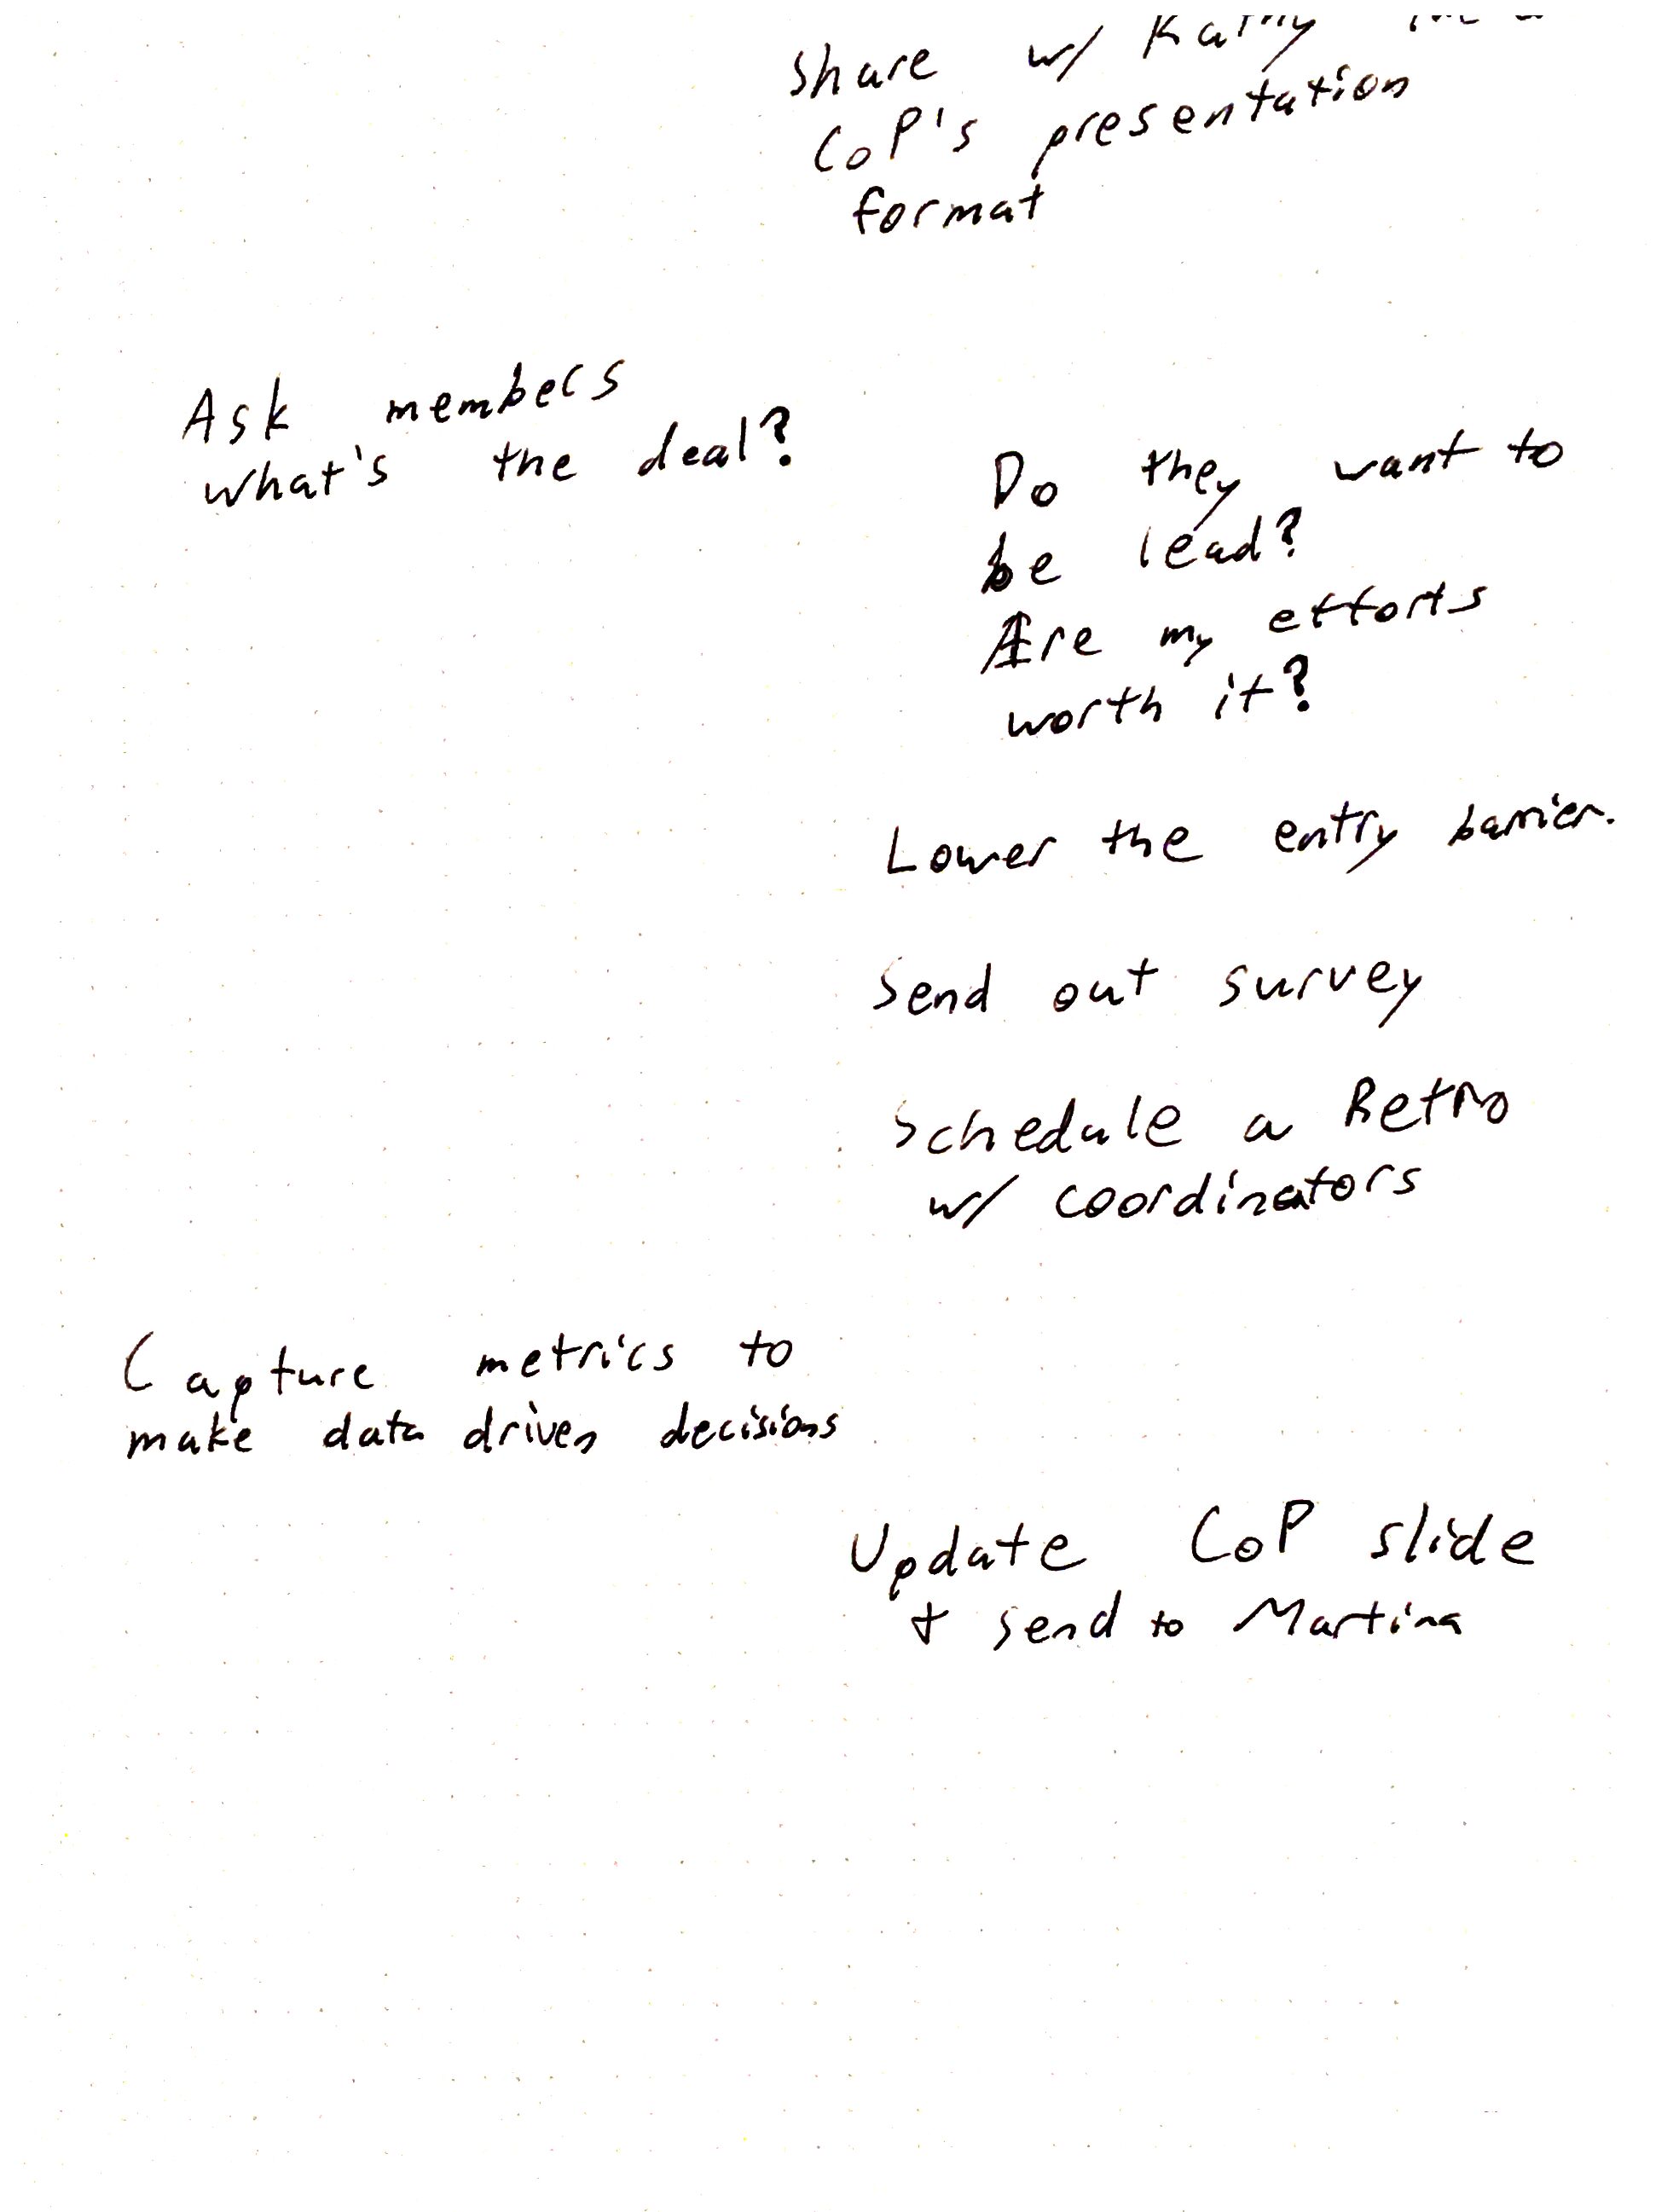 Share w/ Kathy
CoP's presentation
format
Ask members
what's the deal?
Do they want to
be lead?
Are my efforts
worth it?
Lower the entry barrier.
Send out survey
Schedule a Retro
w/ coordinators
Capture metrics to
make data driven decisions
Update CoP slide
+ send to Martina